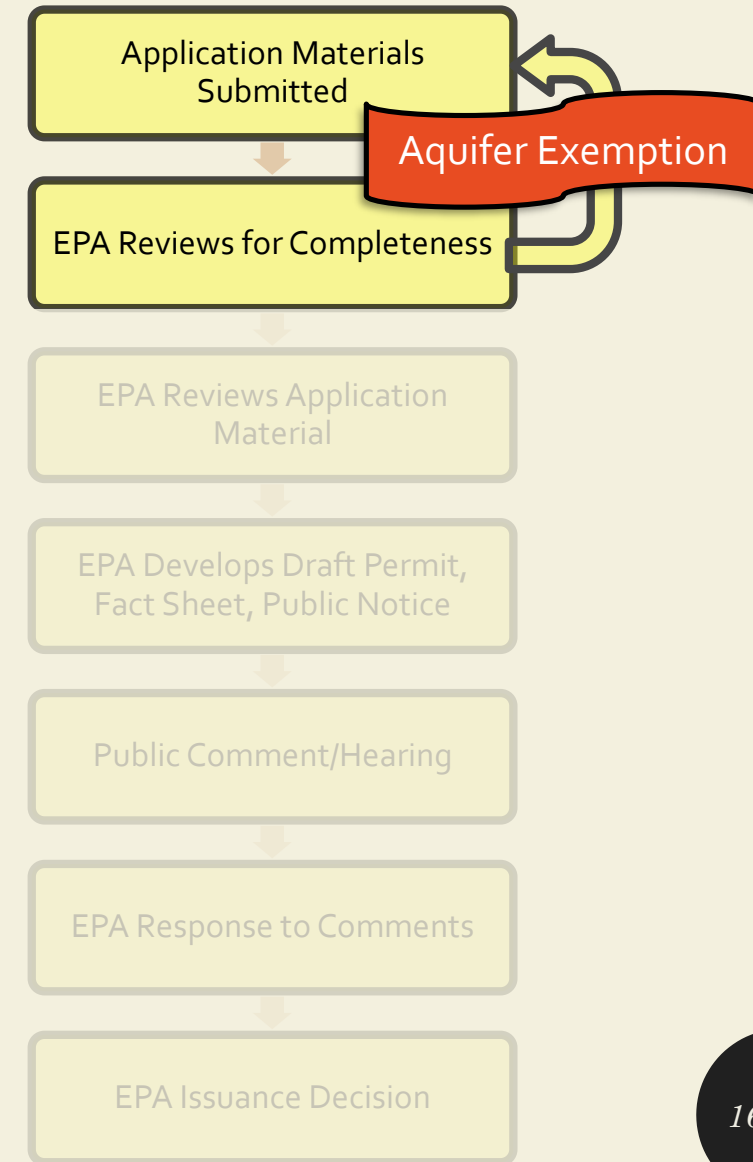 Application Materials
Submitted
Aquifer Exemption
EPA Reviews for Completeness
EPA Reviews Application
Material
EPA Develops Draft Permit,
Fact Sheet, Public Notice
Public Comment/Hearing
EPA Response to Comments
EPA Issuance Decision
16